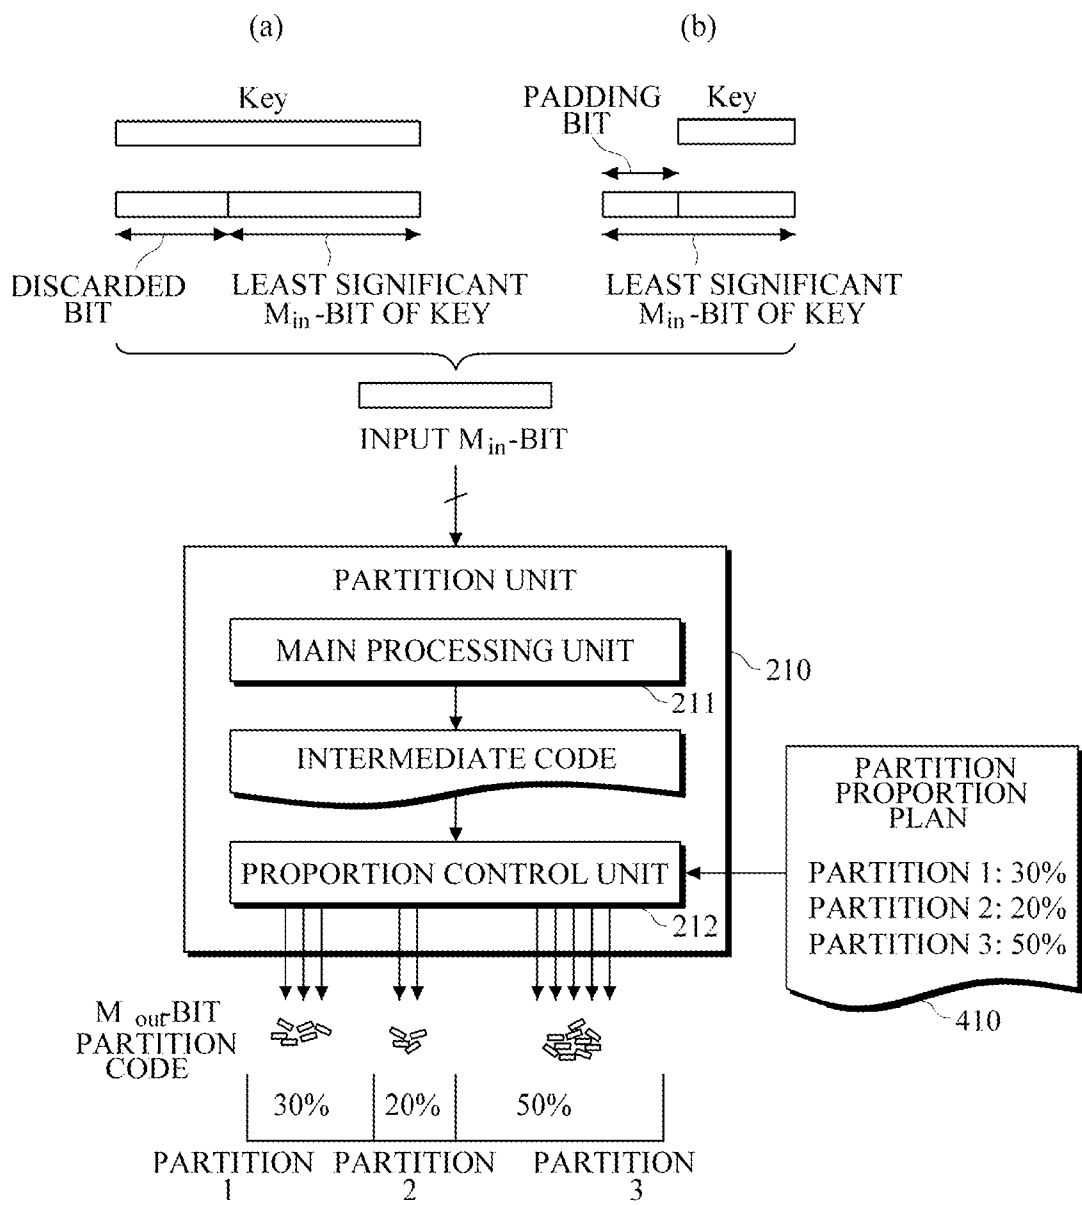 (a)
(b)
Key
PADDING
BIT
Key
DISCARDED
BIT
LEAST SIGNIFICANT
Min-BIT OF KEY
LEAST SIGNIFICANT
Min-BIT OF KEY
INPUT Min-BIT
PARTITION UNIT
MAIN PROCESSING UNIT
210
211
INTERMEDIATE CODE
PARTITION
PROPORTION
PLAN
PROPORTION CONTROL UNIT
212
PARTITION 1: 30%
PARTITION 2: 20%
PARTITION 3: 50%
410
M out-BIT
PARTITION
CODE
30%
20%
50%
PARTITION
1
PARTITION
2
PARTITION
3